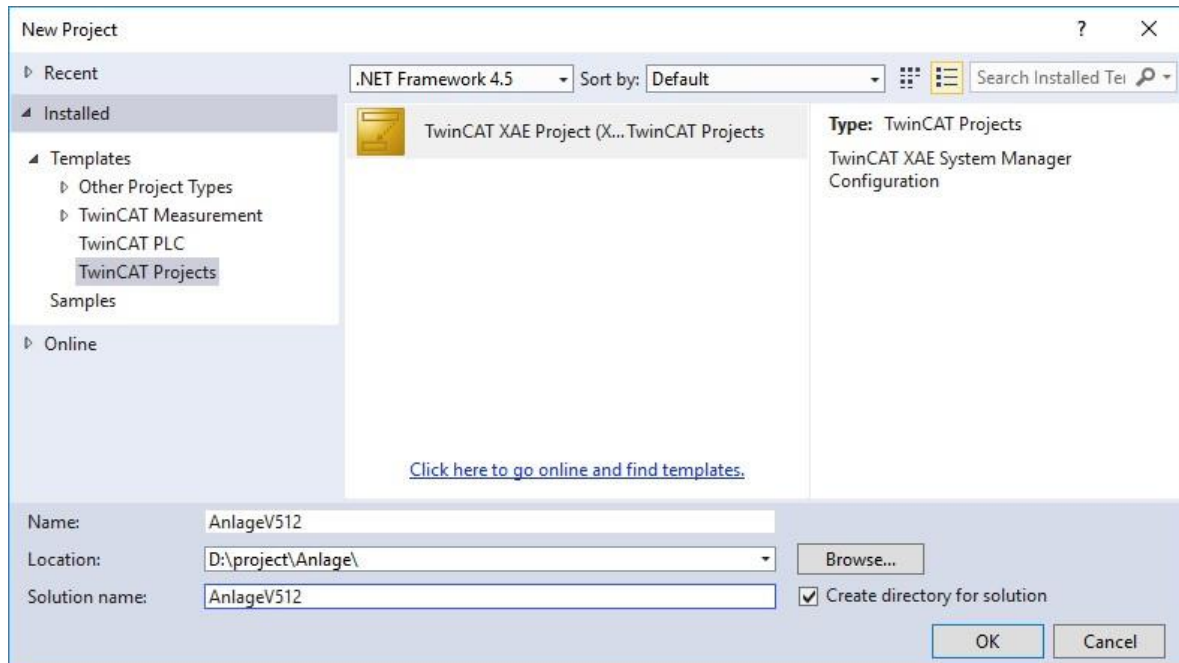 New Project
?
Recent
.NET Framework 4.5
Sort by:
Default
Search Installed Te
Installed
Templates
Other Project Types
TwinCAT Measurement
TwinCAT PLC
TwinCAT Projects
Samples
Online
TwinCAT XAE Project (X...
TwinCAT Projects
Type: TwinCAT Projects
TwinCAT XAE System Manager
Configuration
Click here to go online and find templates.
Name:
AnlageV512
Location:
D:\project\Anlage\
Browse...
Solution name:
AnlageV512
Create directory for solution
OK
Cancel